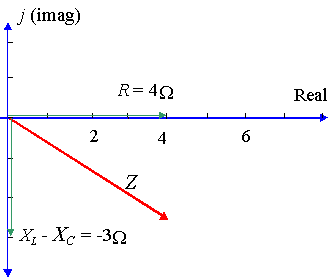 j (imag)
R = 4Ω
Real
2 4 6
Z
X_L - X_C = -3Ω